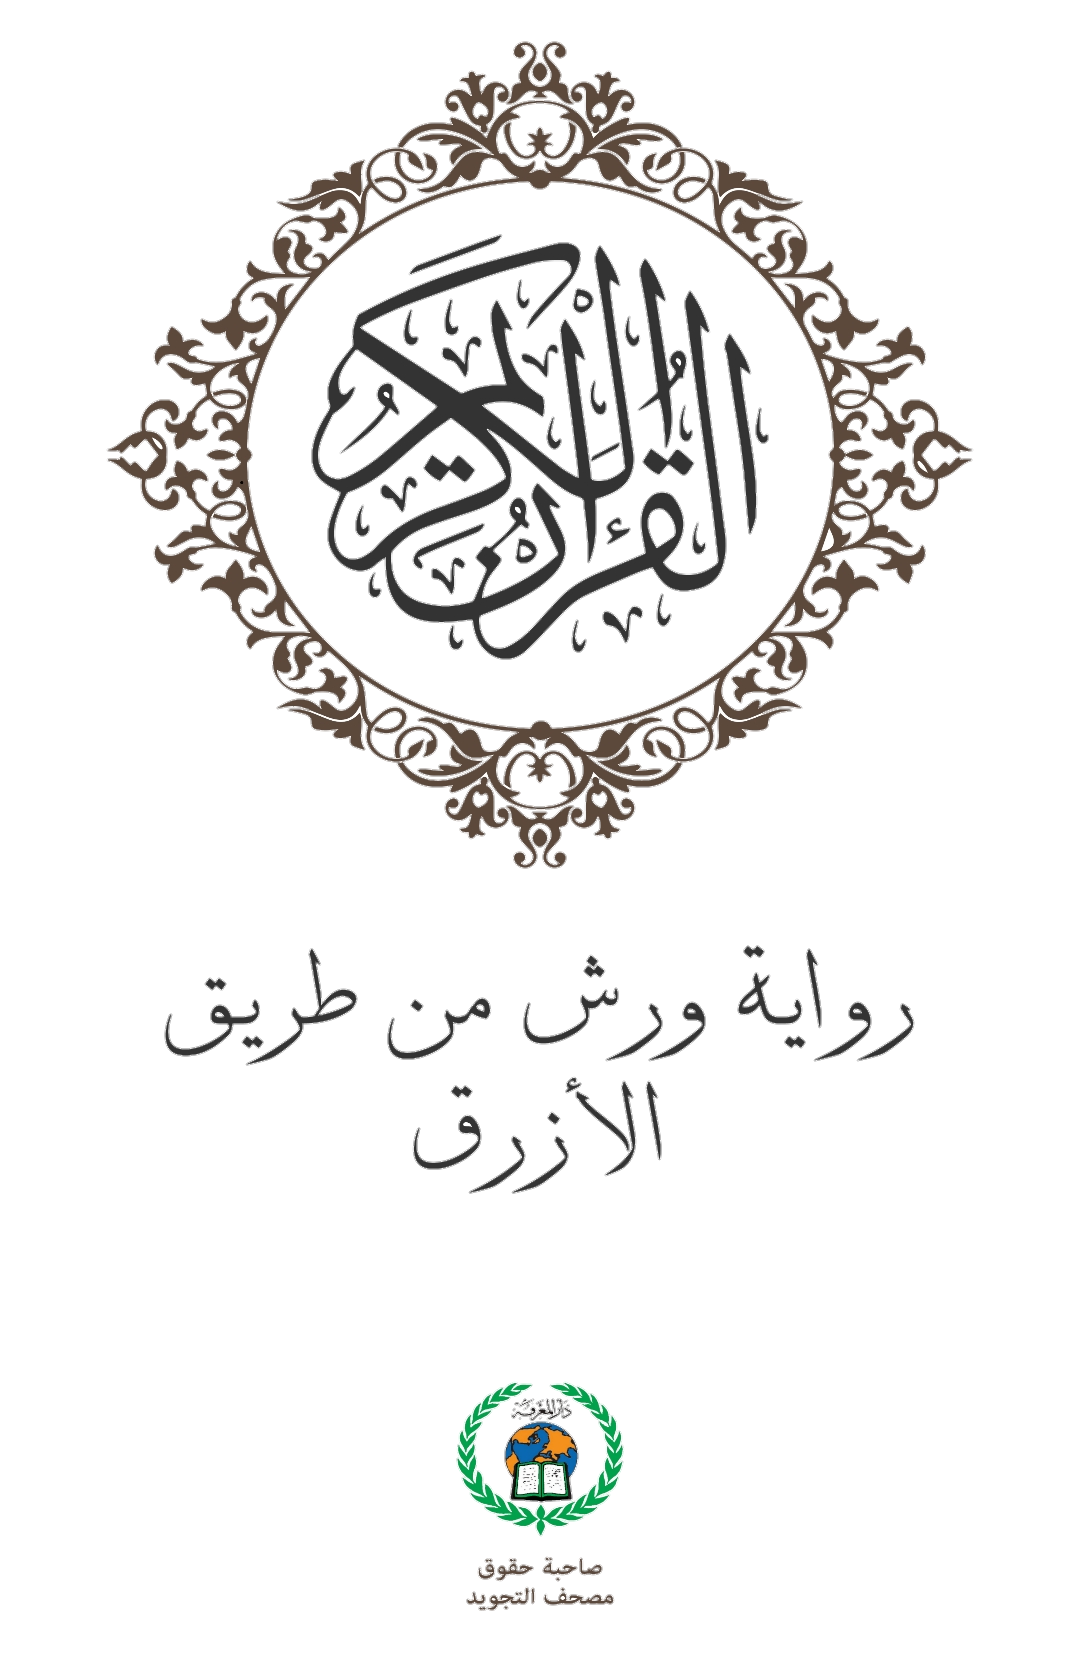 القرآن الكريم
رواية ورش من طريق
الأزرق
دار المعرفة
صاحبة حقوق
مصحف التجويد